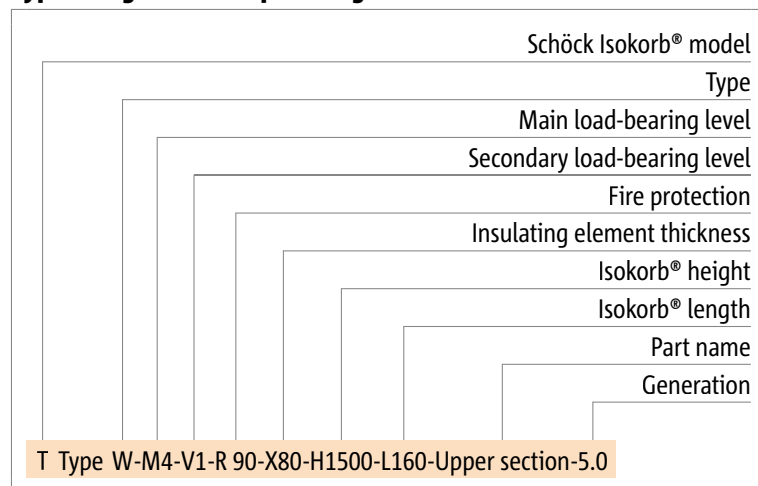 Schöck Isokorb® model
Type
Main load-bearing level
Secondary load-bearing level
Fire protection
Insulating element thickness
Isokorb® height
Isokorb® length
Part name
Generation
T Type W-M4-V1-R 90-X80-H1500-L160-Upper section-5.0